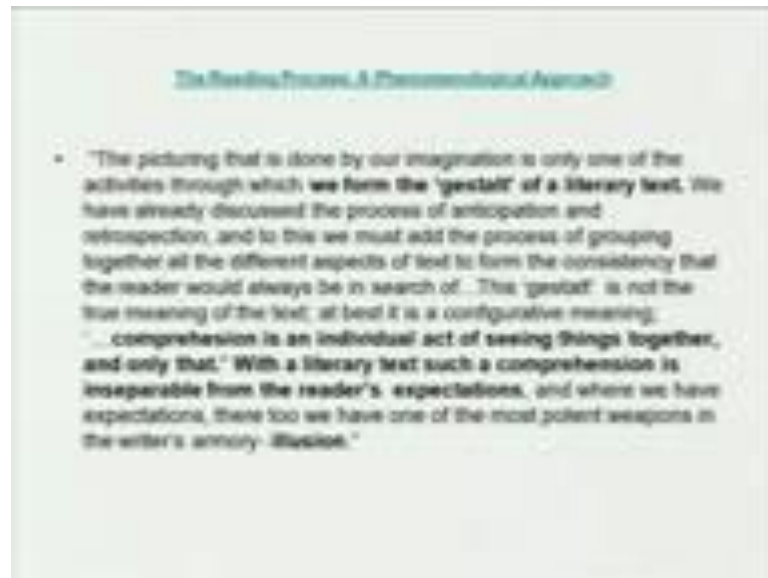 The Reading Process: A Phenomenological Approach
• "The picturing that is done by our imagination is only one of the
activities through which we form the 'gestalt' of a literary text. We
have already discussed the process of anticipation and
retrospection, and to this we must add the process of grouping
together all the different aspects of text to form the consistency that
the reader would always be in search of...This 'gestalt' is not the
true meaning of the text; at best it is a configurative meaning;
'... comprehesion is an individual act of seeing things together,
and only that.' With a literary text such a comprehension is
inseparable from the reader's expectations, and where we have
expectations, there too we have one of the most potent weapons in
the writer's armory- illusion."